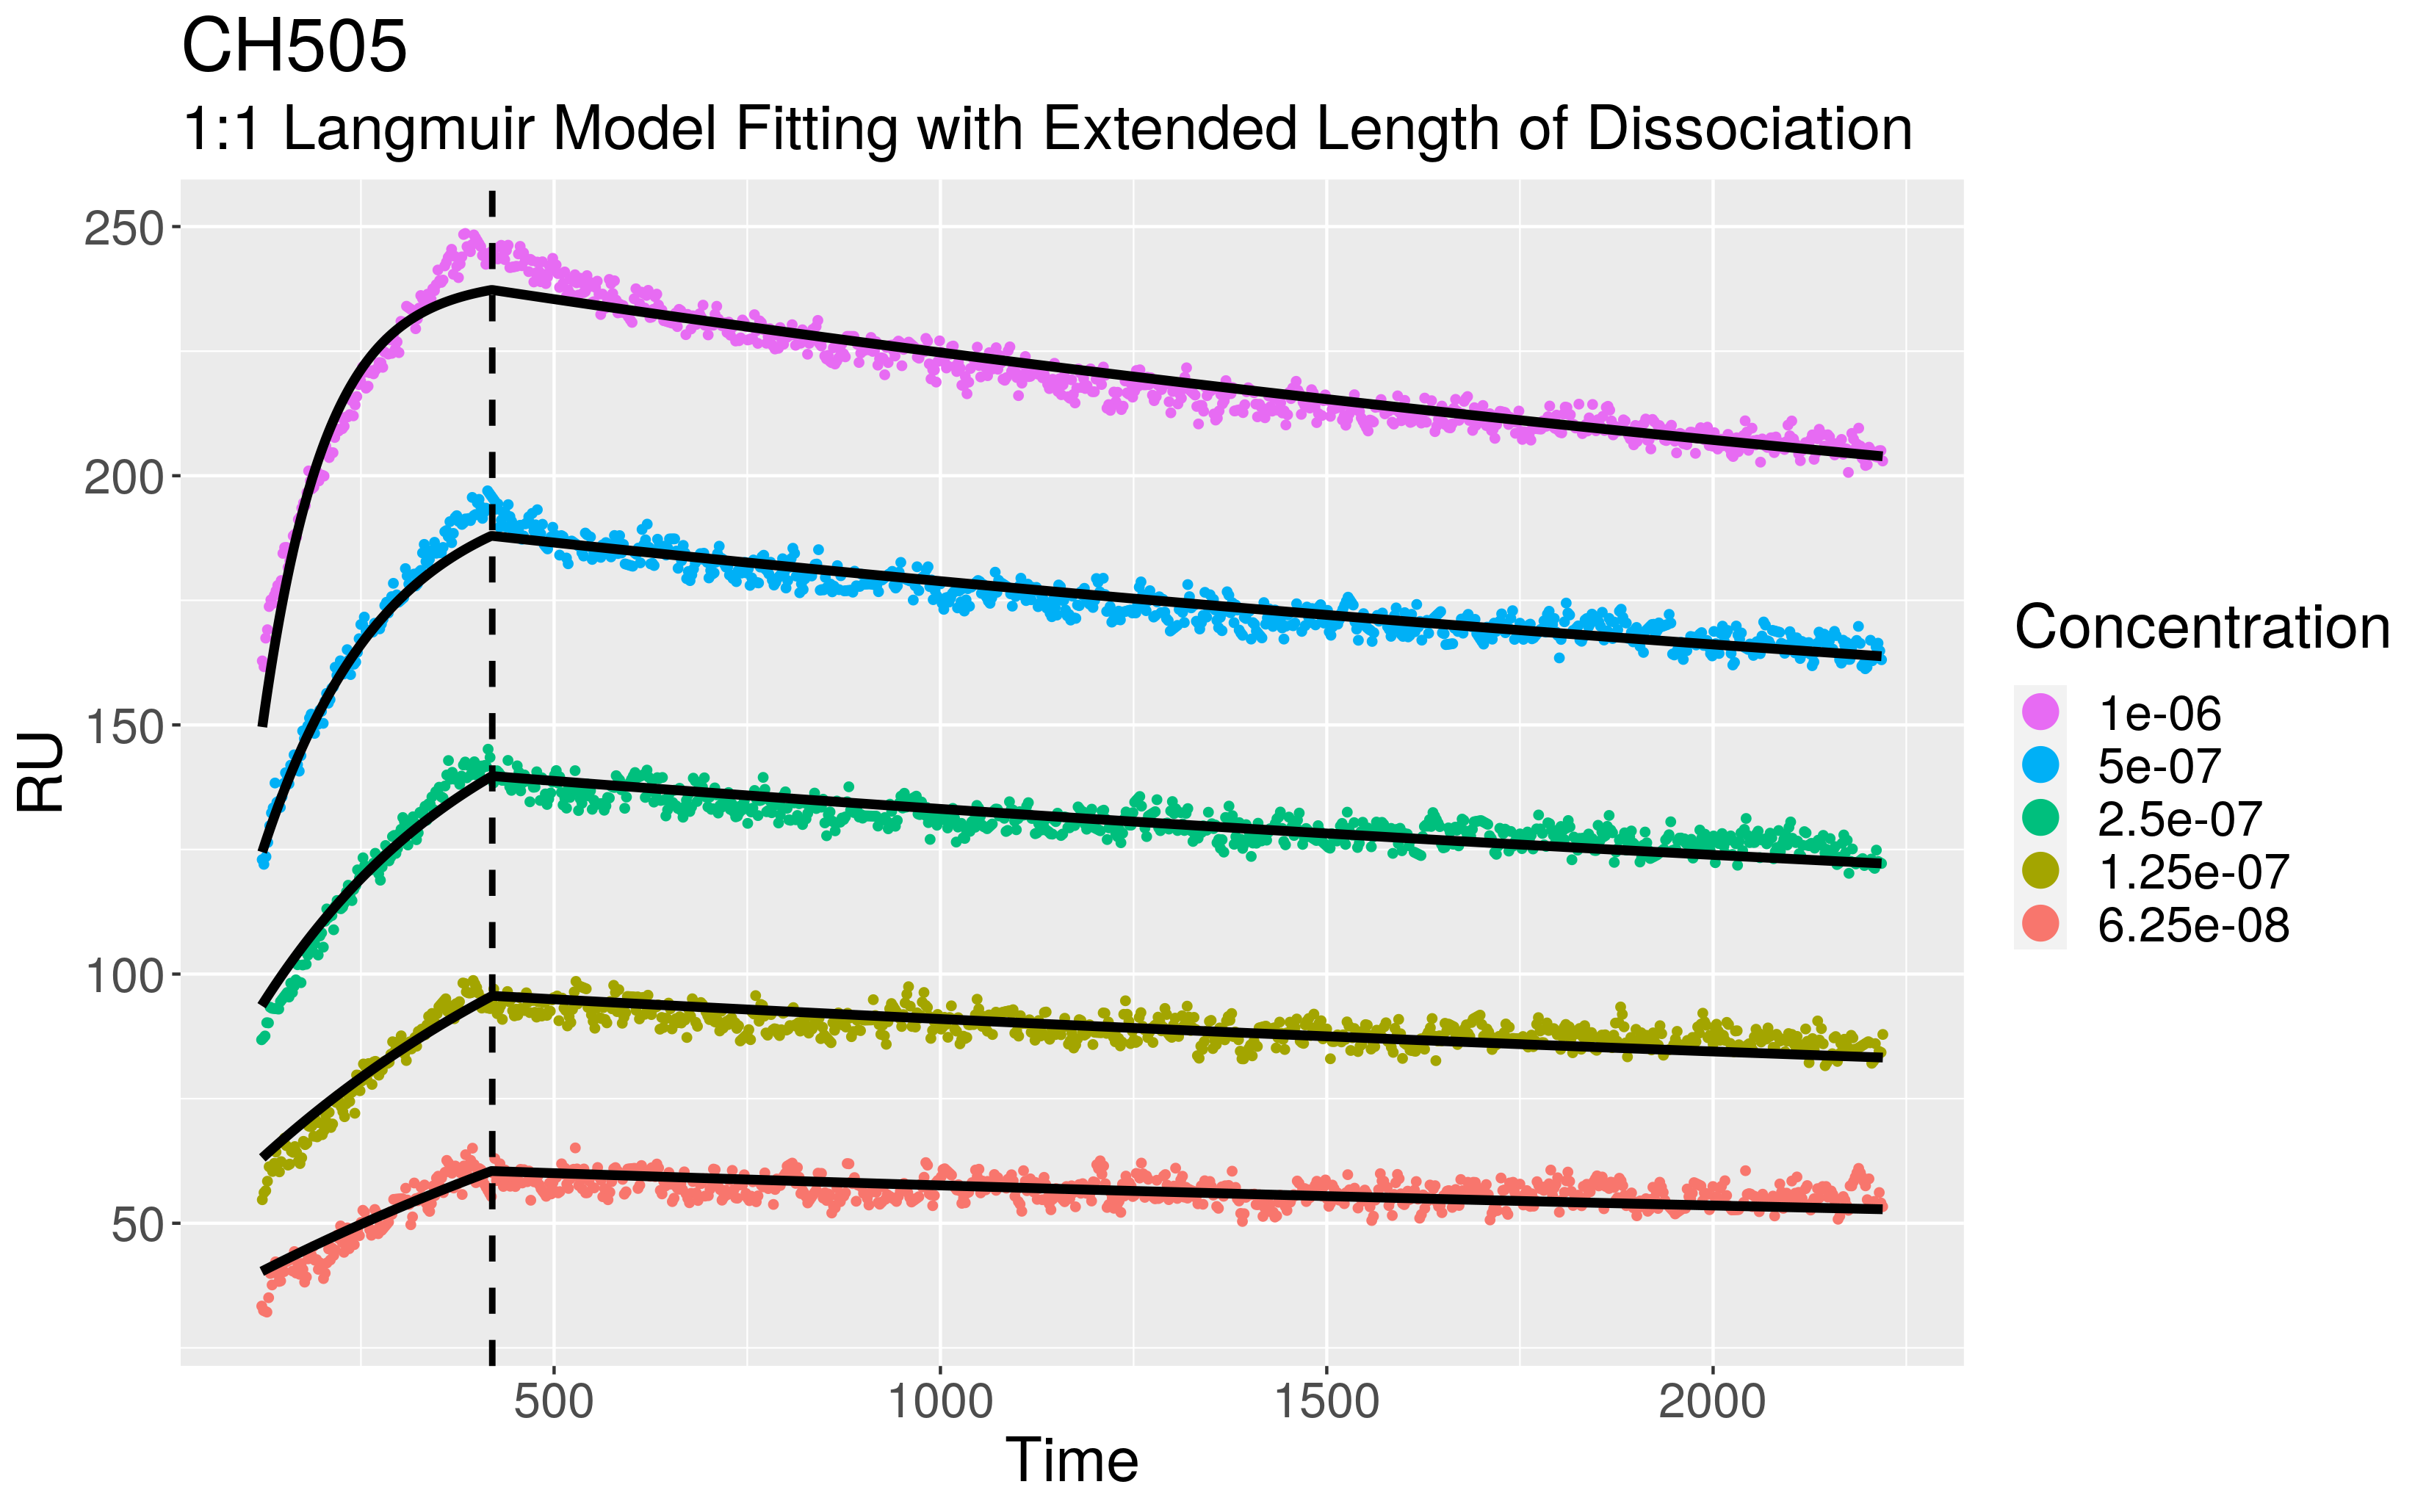 CH505
1:1 Langmuir Model Fitting with Extended Length of Dissociation
250
200
150
100
50
RU
500
1000
1500
2000
Time
Concentration
1e-06
5e-07
2.5e-07
1.25e-07
6.25e-08